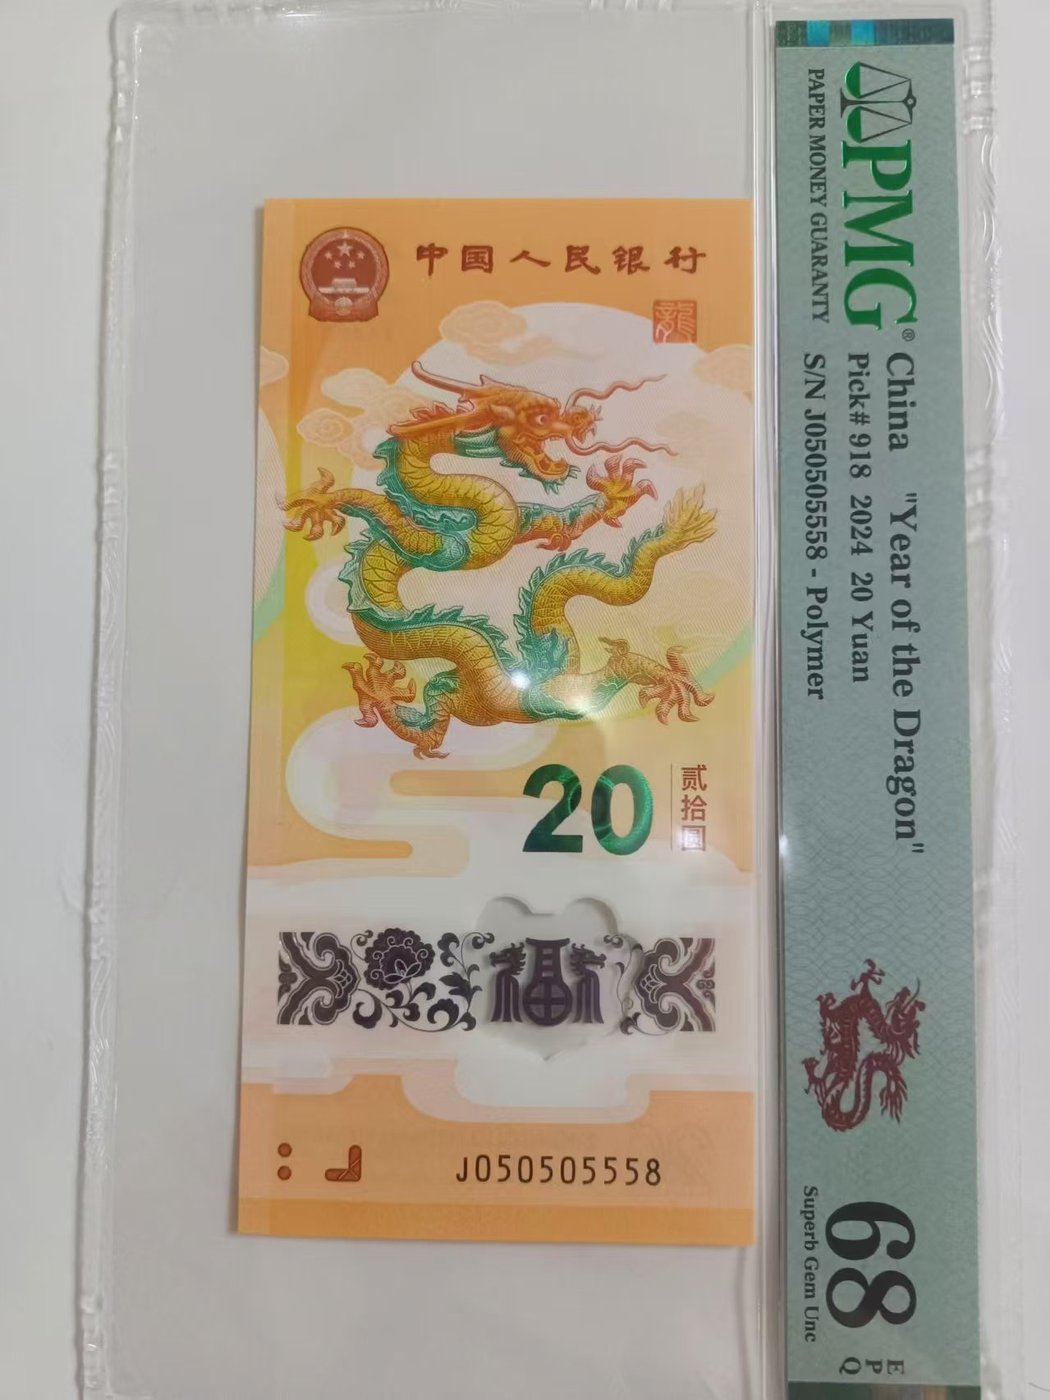 中国人民银行
龍
20
贰拾圆
J050505558
PMG®
PAPER MONEY GUARANTY
China "Year of the Dragon"
Pick# 918 2024 20 Yuan
S/N J050505558 - Polymer
68
EPQ
Superb Gem Unc